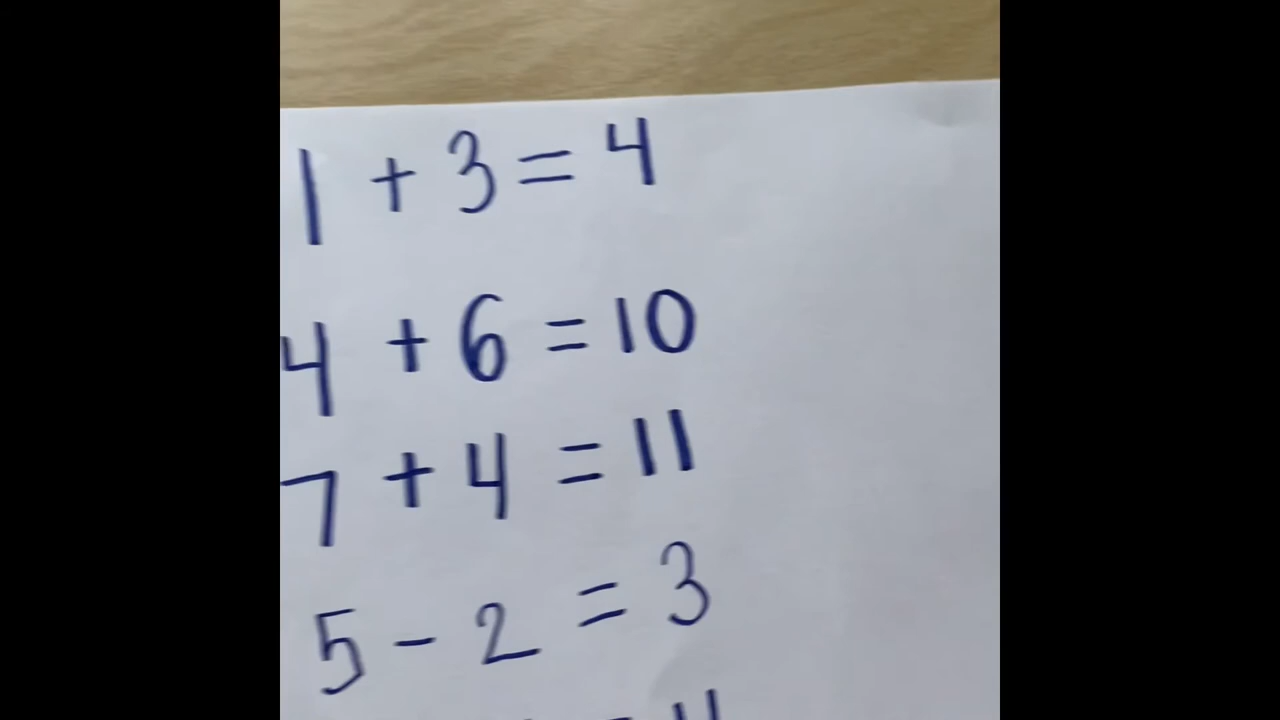 1 + 3 = 4
4 + 6 = 10
7 + 4 = 11
5 - 2 = 3